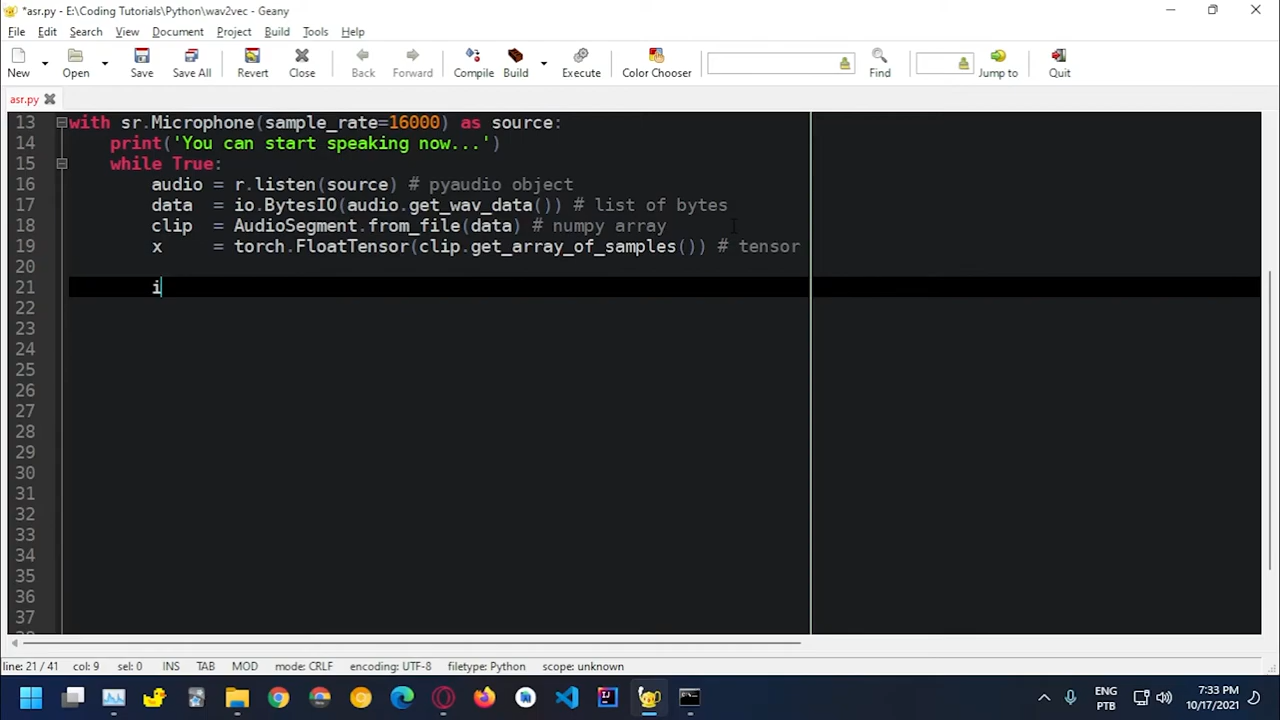 *asr.py - E:\Coding Tutorials\Python\wav2vec - Geany
File Edit Search View Document Project Build Tools Help
New Open Save Save All Revert Close Back Forward Compile Build Execute Color Chooser Find Jump to Quit
asr.py
13 with sr.Microphone(sample_rate=16000) as source:
14     print('You can start speaking now...')
15     while True:
16         audio = r.listen(source) # pyaudio object
17         data  = io.BytesIO(audio.get_wav_data()) # list of bytes
18         clip  = AudioSegment.from_file(data) # numpy array
19         x     = torch.FloatTensor(clip.get_array_of_samples()) # tensor
20
21         i
22
23
24
25
26
27
28
29
30
31
32
33
34
35
36
37
line: 21 / 41 col: 9 sel: 0 INS TAB MOD mode: CRLF encoding: UTF-8 filetype: Python scope: unknown
ENG 7:33 PM
PTB 10/17/2021